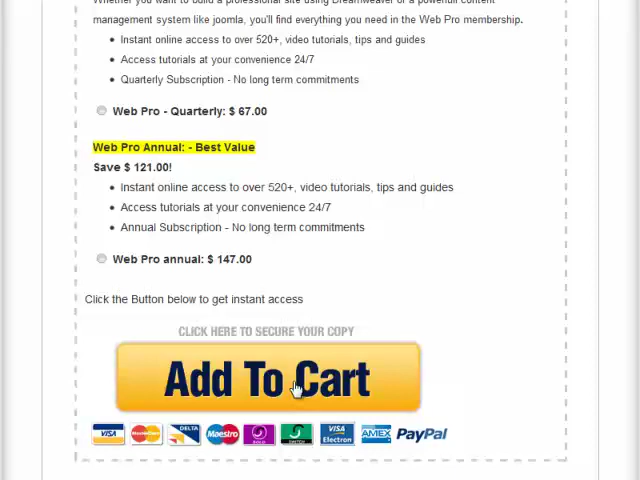 Whether you want to build a professional site using Dreamweaver or a powerfull content
management system like joomla, you'll find everything you need in the Web Pro membership.
Instant online access to over 520+, video tutorials, tips and guides
Access tutorials at your convenience 24/7
Quarterly Subscription - No long term commitments
Web Pro - Quarterly: $ 67.00
Web Pro Annual: - Best Value
Save $ 121.00!
Instant online access to over 520+, video tutorials, tips and guides
Access tutorials at your convenience 24/7
Annual Subscription - No long term commitments
Web Pro annual: $ 147.00
Click the Button below to get instant access
CLICK HERE TO SECURE YOUR COPY
Add To Cart
VISA MasterCard DELTA Maestro SOLO SWITCH VISA Electron AMEX PayPal